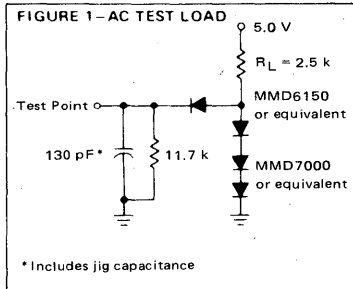 FIGURE 1–AC TEST LOAD
5.0 V
RL = 2.5 k
Test Point
MMD6150
or equivalent
130 pF*
11.7 k
MMD7000
or equivalent
*Includes jig capacitance